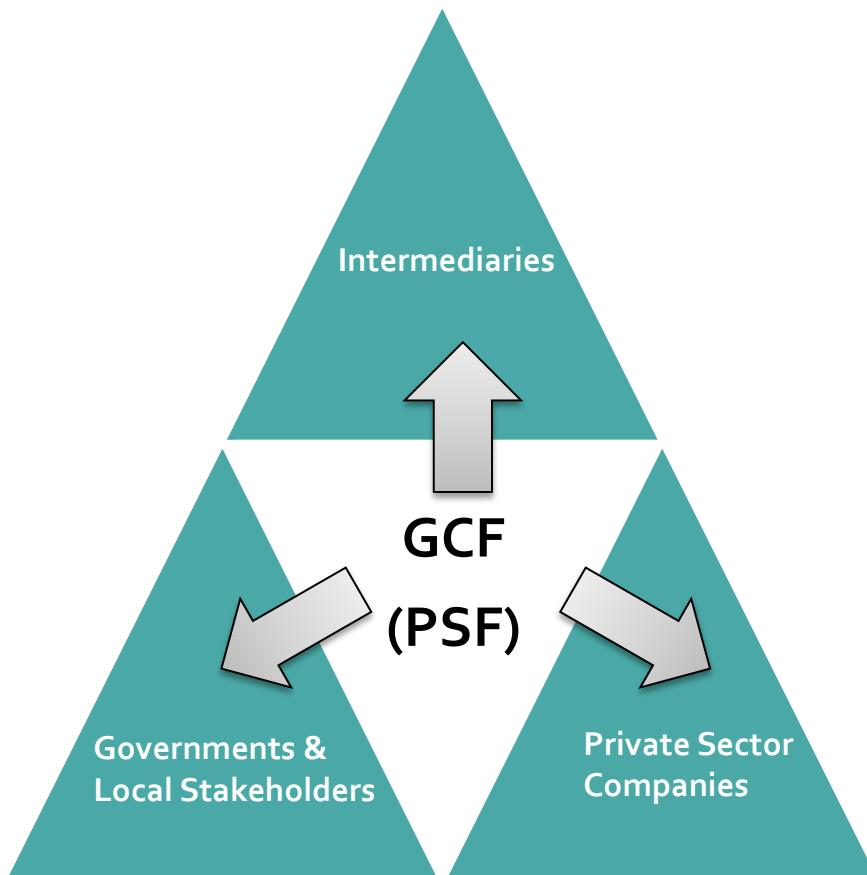 Intermediaries
GCF
(PSF)
Governments &
Local Stakeholders
Private Sector
Companies